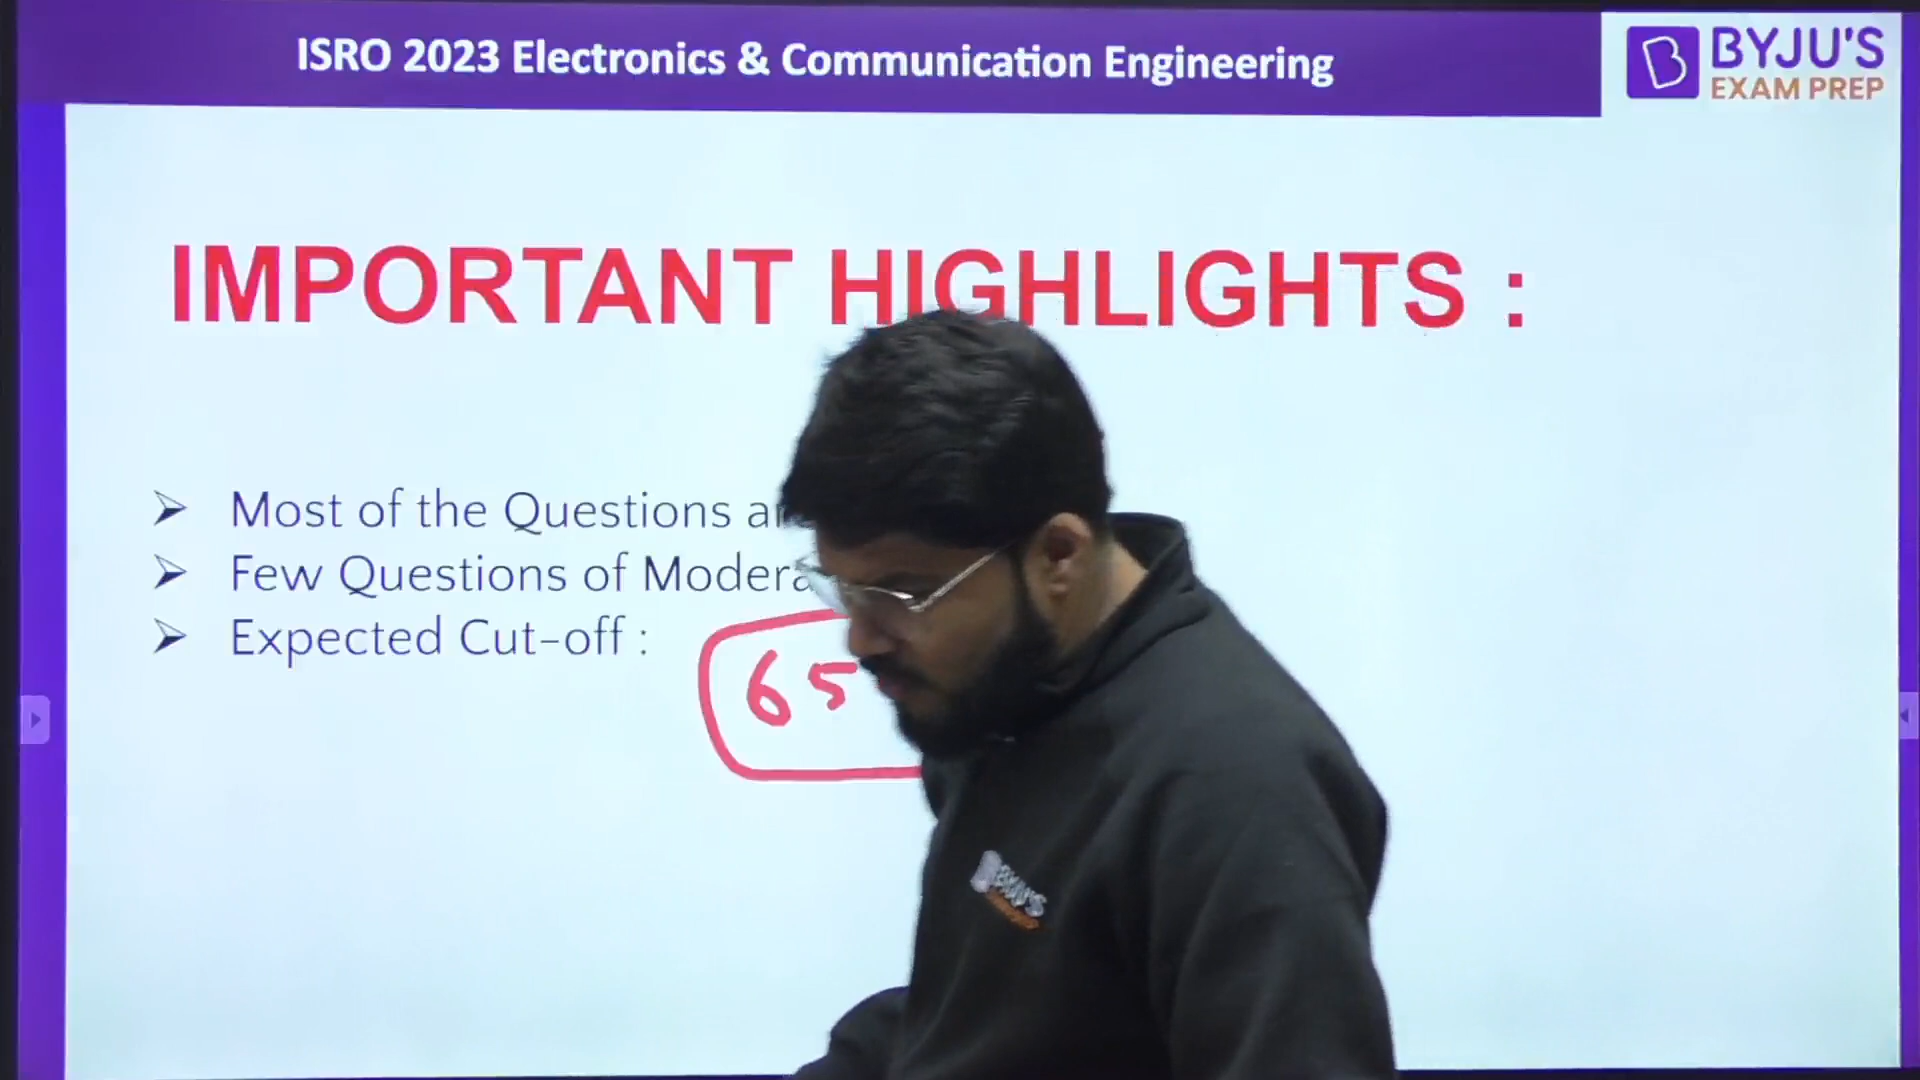 ISRO 2023 Electronics & Communication Engineering
BYJU'S
EXAM PREP
IMPORTANT HIGHLIGHTS :
Most of the Questions
Few Questions of
Expected Cut-off :
65
BYJU'S